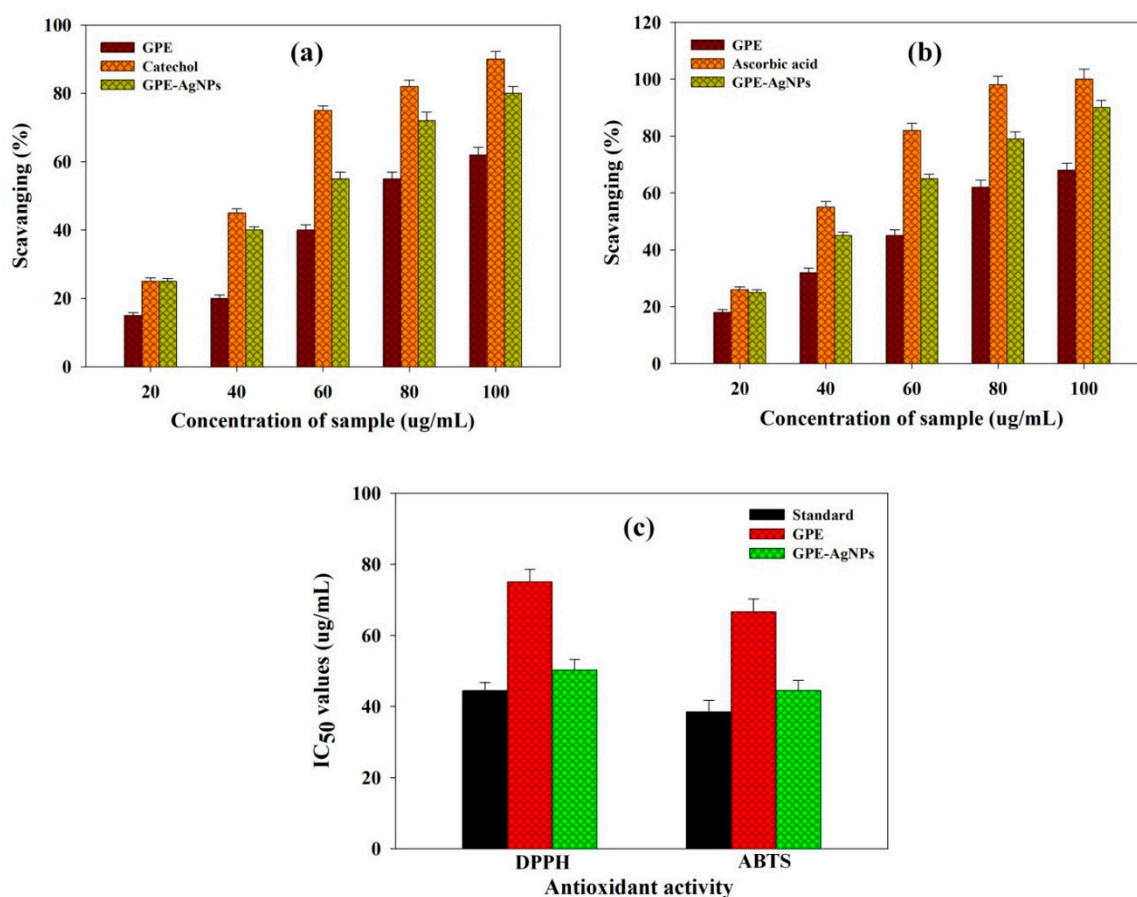 (a)
GPE
Catechol
GPE-AgNPs
Scavanging (%)
100
80
60
40
20
0
20 40 60 80 100
Concentration of sample (ug/mL)
(b)
GPE
Ascorbic acid
GPE-AgNPs
Scavanging (%)
120
100
80
60
40
20
0
20 40 60 80 100
Concentration of sample (ug/mL)
(c)
Standard
GPE
GPE-AgNPs
IC50 values (ug/mL)
100
80
60
40
20
0
DPPH ABTS
Antioxidant activity